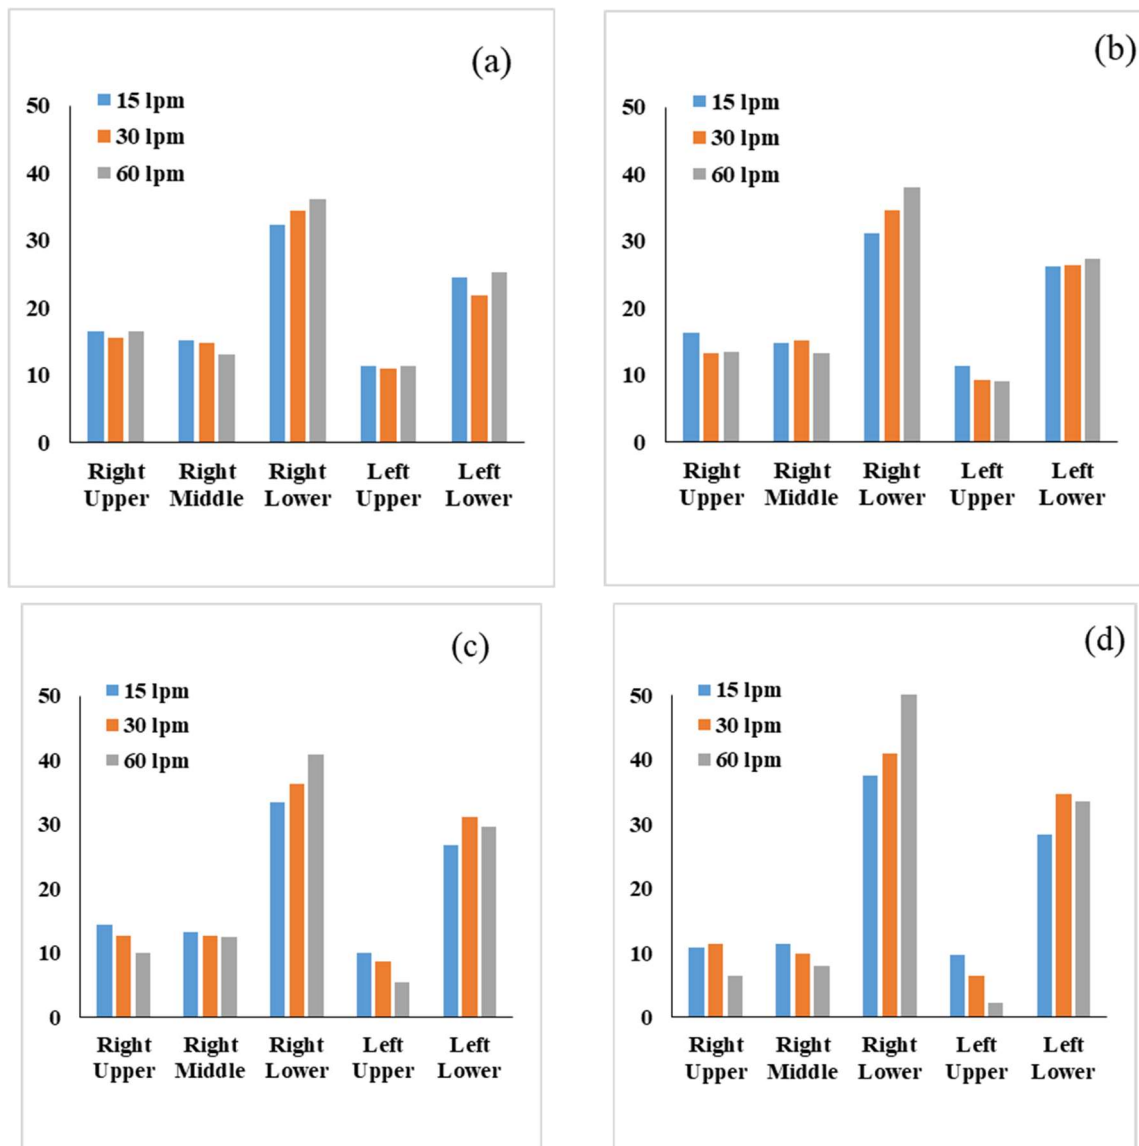 (a)
15 lpm
30 lpm
60 lpm
50
40
30
20
10
0
Right Upper
Right Middle
Right Lower
Left Upper
Left Lower
(b)
15 lpm
30 lpm
60 lpm
50
40
30
20
10
0
Right Upper
Right Middle
Right Lower
Left Upper
Left Lower
(c)
15 lpm
30 lpm
60 lpm
50
40
30
20
10
0
Right Upper
Right Middle
Right Lower
Left Upper
Left Lower
(d)
15 lpm
30 lpm
60 lpm
50
40
30
20
10
0
Right Upper
Right Middle
Right Lower
Left Upper
Left Lower